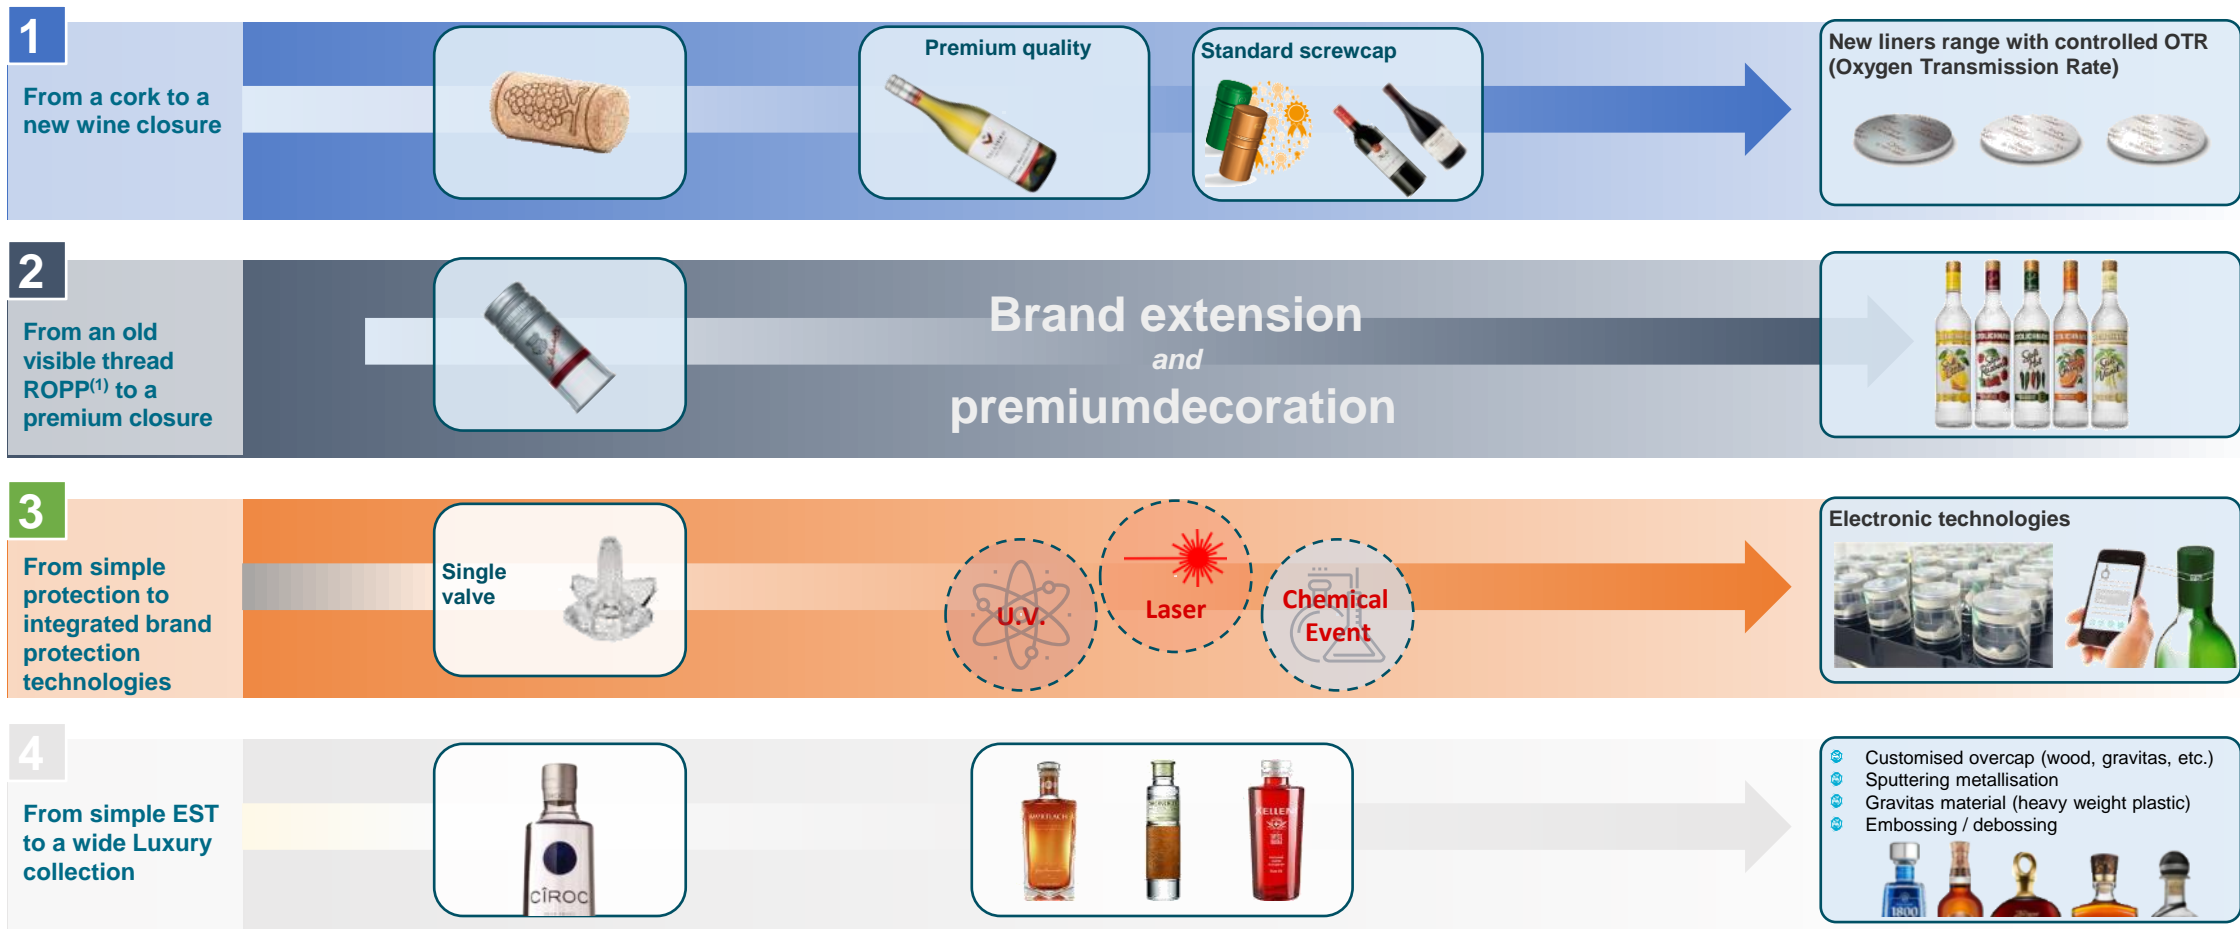 1
From a cork to a
new wine closure
Premium quality
Standard screwcap
New liners range with controlled OTR
(Oxygen Transmission Rate)
2
From an old
visible thread
ROPP(1) to a
premium closure
Brand extension
and
premiumdecoration
3
From simple
protection to
integrated brand
protection
technologies
Single
valve
U.V.
Laser
Chemical
Event
Electronic technologies
4
From simple EST
to a wide Luxury
collection
CÎROC
Customised overcap (wood, gravitas, etc.)
Sputtering metallisation
Gravitas material (heavy weight plastic)
Embossing / debossing
1800